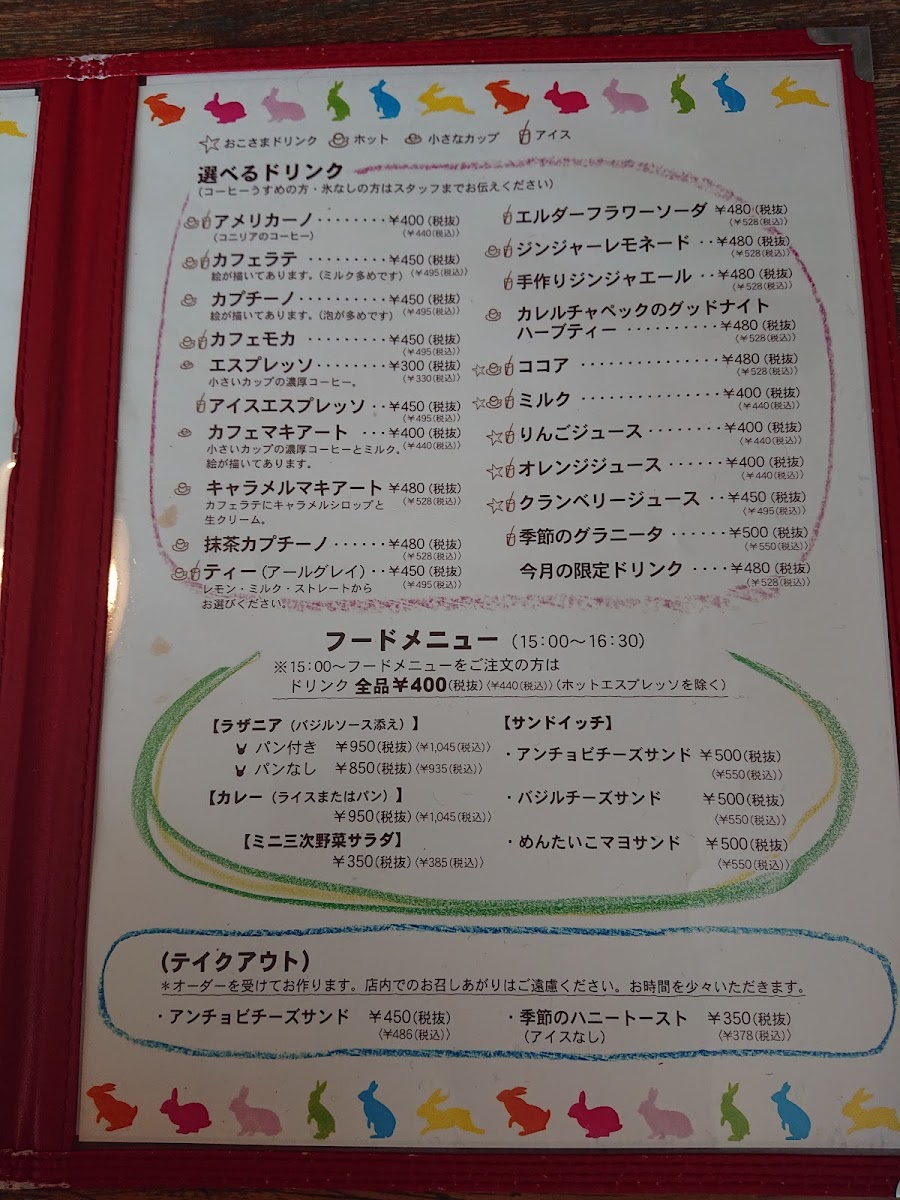 おこさまドリンク ホット 小さなカップ アイス
選べるドリンク
(コーヒーうすめの方・氷なしの方はスタッフまでお伝えください)
アメリカーノ・・・・・・・・¥400(税抜)
(コニリアのコーヒー) (¥440(税込))
カフェラテ ・・・・・・・・・¥450(税抜)
絵が描いてあります。(ミルク多めです) (¥495(税込))
カプチーノ・・・・・・・・・・¥450(税抜)
絵が描いてあります。(泡が多めです) (¥495(税込))
カフェモカ ・・・・・・・・・¥450(税抜)
(¥495(税込))
エスプレッソ・・・・・・・・¥300(税抜)
小さいカップの濃厚コーヒー。 (¥330(税込))
アイスエスプレッソ・・¥450(税抜)
(¥495(税込))
カフェマキアート ・・・¥400(税抜)
小さいカップの濃厚コーヒーとミルク。(¥440(税込))
絵が描いてあります。
キャラメルマキアート ¥480(税抜)
カフェラテにキャラメルシロップと (¥528(税込))
生クリーム。
抹茶カプチーノ・・・・・・¥480(税抜)
(¥528(税込))
ティー(アールグレイ)・・¥450(税抜)
レモン・ミルク・ストレートから (¥495(税込))
お選びください。
エルダーフラワーソーダ ¥480(税抜)
(¥528(税込))
ジンジャーレモネード ・・¥480(税抜)
(¥528(税込))
手作りジンジャエール ・・¥480(税抜)
(¥528(税込))
カレルチャペックのグッドナイト
ハーブティー ・・・・・・・・・・¥480(税抜)
(¥528(税込))
ココア ・・・・・・・・・・・・・・¥480(税抜)
(¥528(税込))
ミルク ・・・・・・・・・・・・・・¥400(税抜)
(¥440(税込))
りんごジュース・・・・・・・・¥400(税抜)
(¥440(税込))
オレンジジュース・・・・・・¥400(税抜)
(¥440(税込))
クランベリージュース ・・¥450(税抜)
(¥495(税込))
季節のグラニータ・・・・・・¥500(税抜)
(¥550(税込))
今月の限定ドリンク・・・・¥480(税抜)
(¥528(税込))
フードメニュー(15:00〜16:30)
※15:00〜フードメニューをご注文の方は
ドリンク 全品¥400(税抜)(¥440(税込))(ホットエスプレッソを除く)
【ラザニア(バジルソース添え)】
パン付き ¥950(税抜)(¥1,045(税込))
パンなし ¥850(税抜)(¥935(税込))
【カレー(ライスまたはパン)】
¥950(税抜)(¥1,045(税込))
【ミニ三次野菜サラダ】
¥350(税抜)(¥385(税込))
【サンドイッチ】
・アンチョビチーズサンド ¥500(税抜)
(¥550(税込))
・バジルチーズサンド ¥500(税抜)
(¥550(税込))
・めんたいこマヨサンド ¥500(税抜)
(¥550(税込))
(テイクアウト)
*オーダーを受けてお作ります。店内でのお召しあがりはご遠慮ください。お時間を少々いただきます。
・アンチョビチーズサンド ¥450(税抜)
(¥486(税込))
・季節のハニートースト ¥350(税抜)
(アイスなし) (¥378(税込))